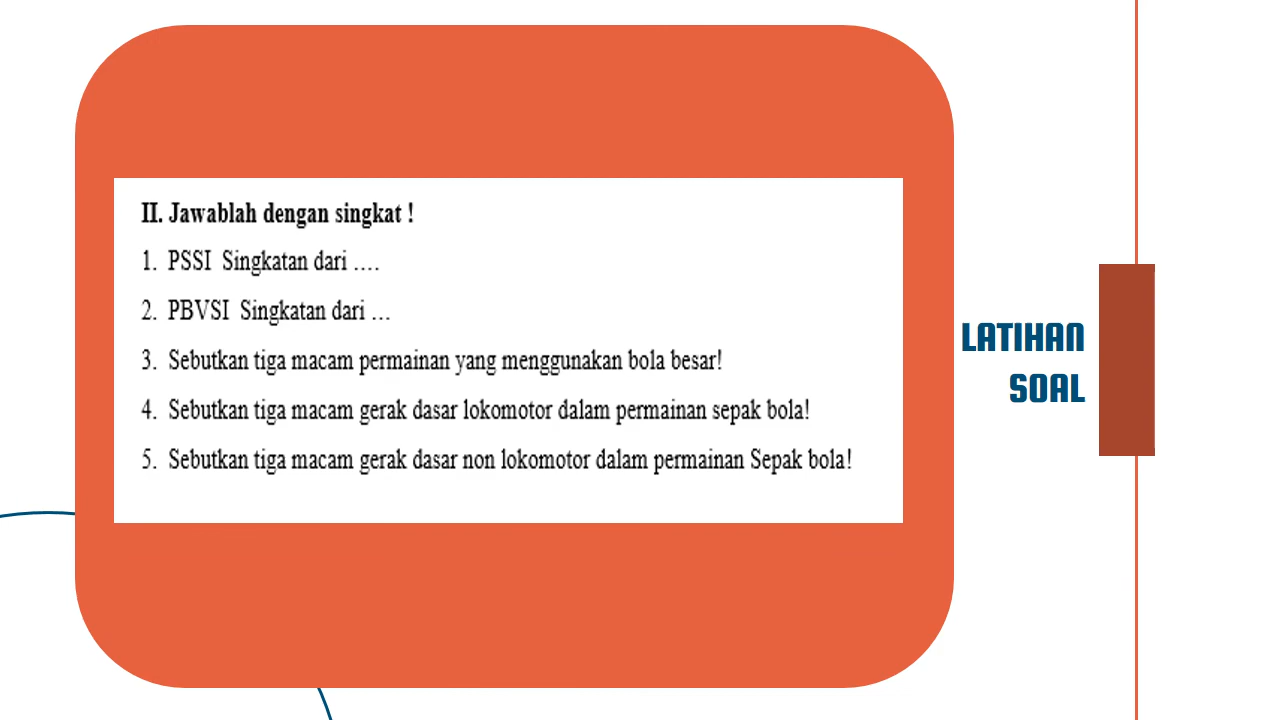 II. Jawablah dengan singkat !
1. PSSI Singkatan dari ….
2. PBVSI Singkatan dari …
3. Sebutkan tiga macam permainan yang menggunakan bola besar!
4. Sebutkan tiga macam gerak dasar lokomotor dalam permainan sepak bola!
5. Sebutkan tiga macam gerak dasar non lokomotor dalam permainan Sepak bola!
LATIHAN
SOAL